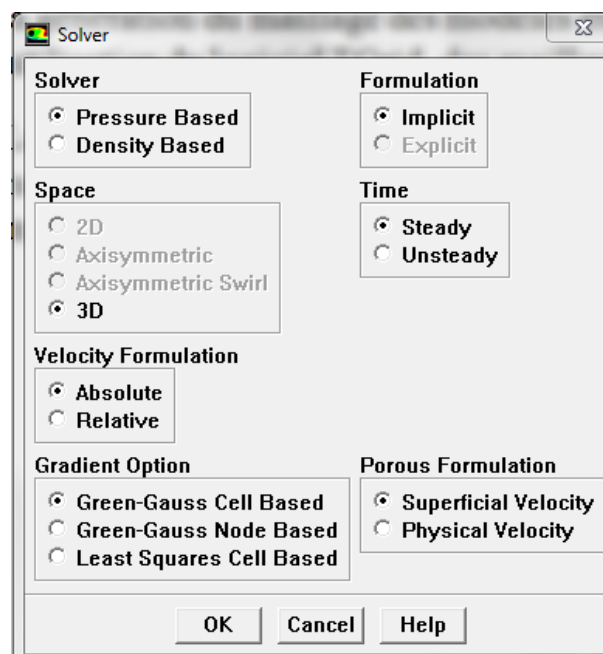 Solver
Solver
Pressure Based
Density Based
Formulation
Implicit
Explicit
Space
2D
Axisymmetric
Axisymmetric Swirl
3D
Time
Steady
Unsteady
Velocity Formulation
Absolute
Relative
Gradient Option
Green-Gauss Cell Based
Green-Gauss Node Based
Least Squares Cell Based
Porous Formulation
Superficial Velocity
Physical Velocity
OK
Cancel
Help